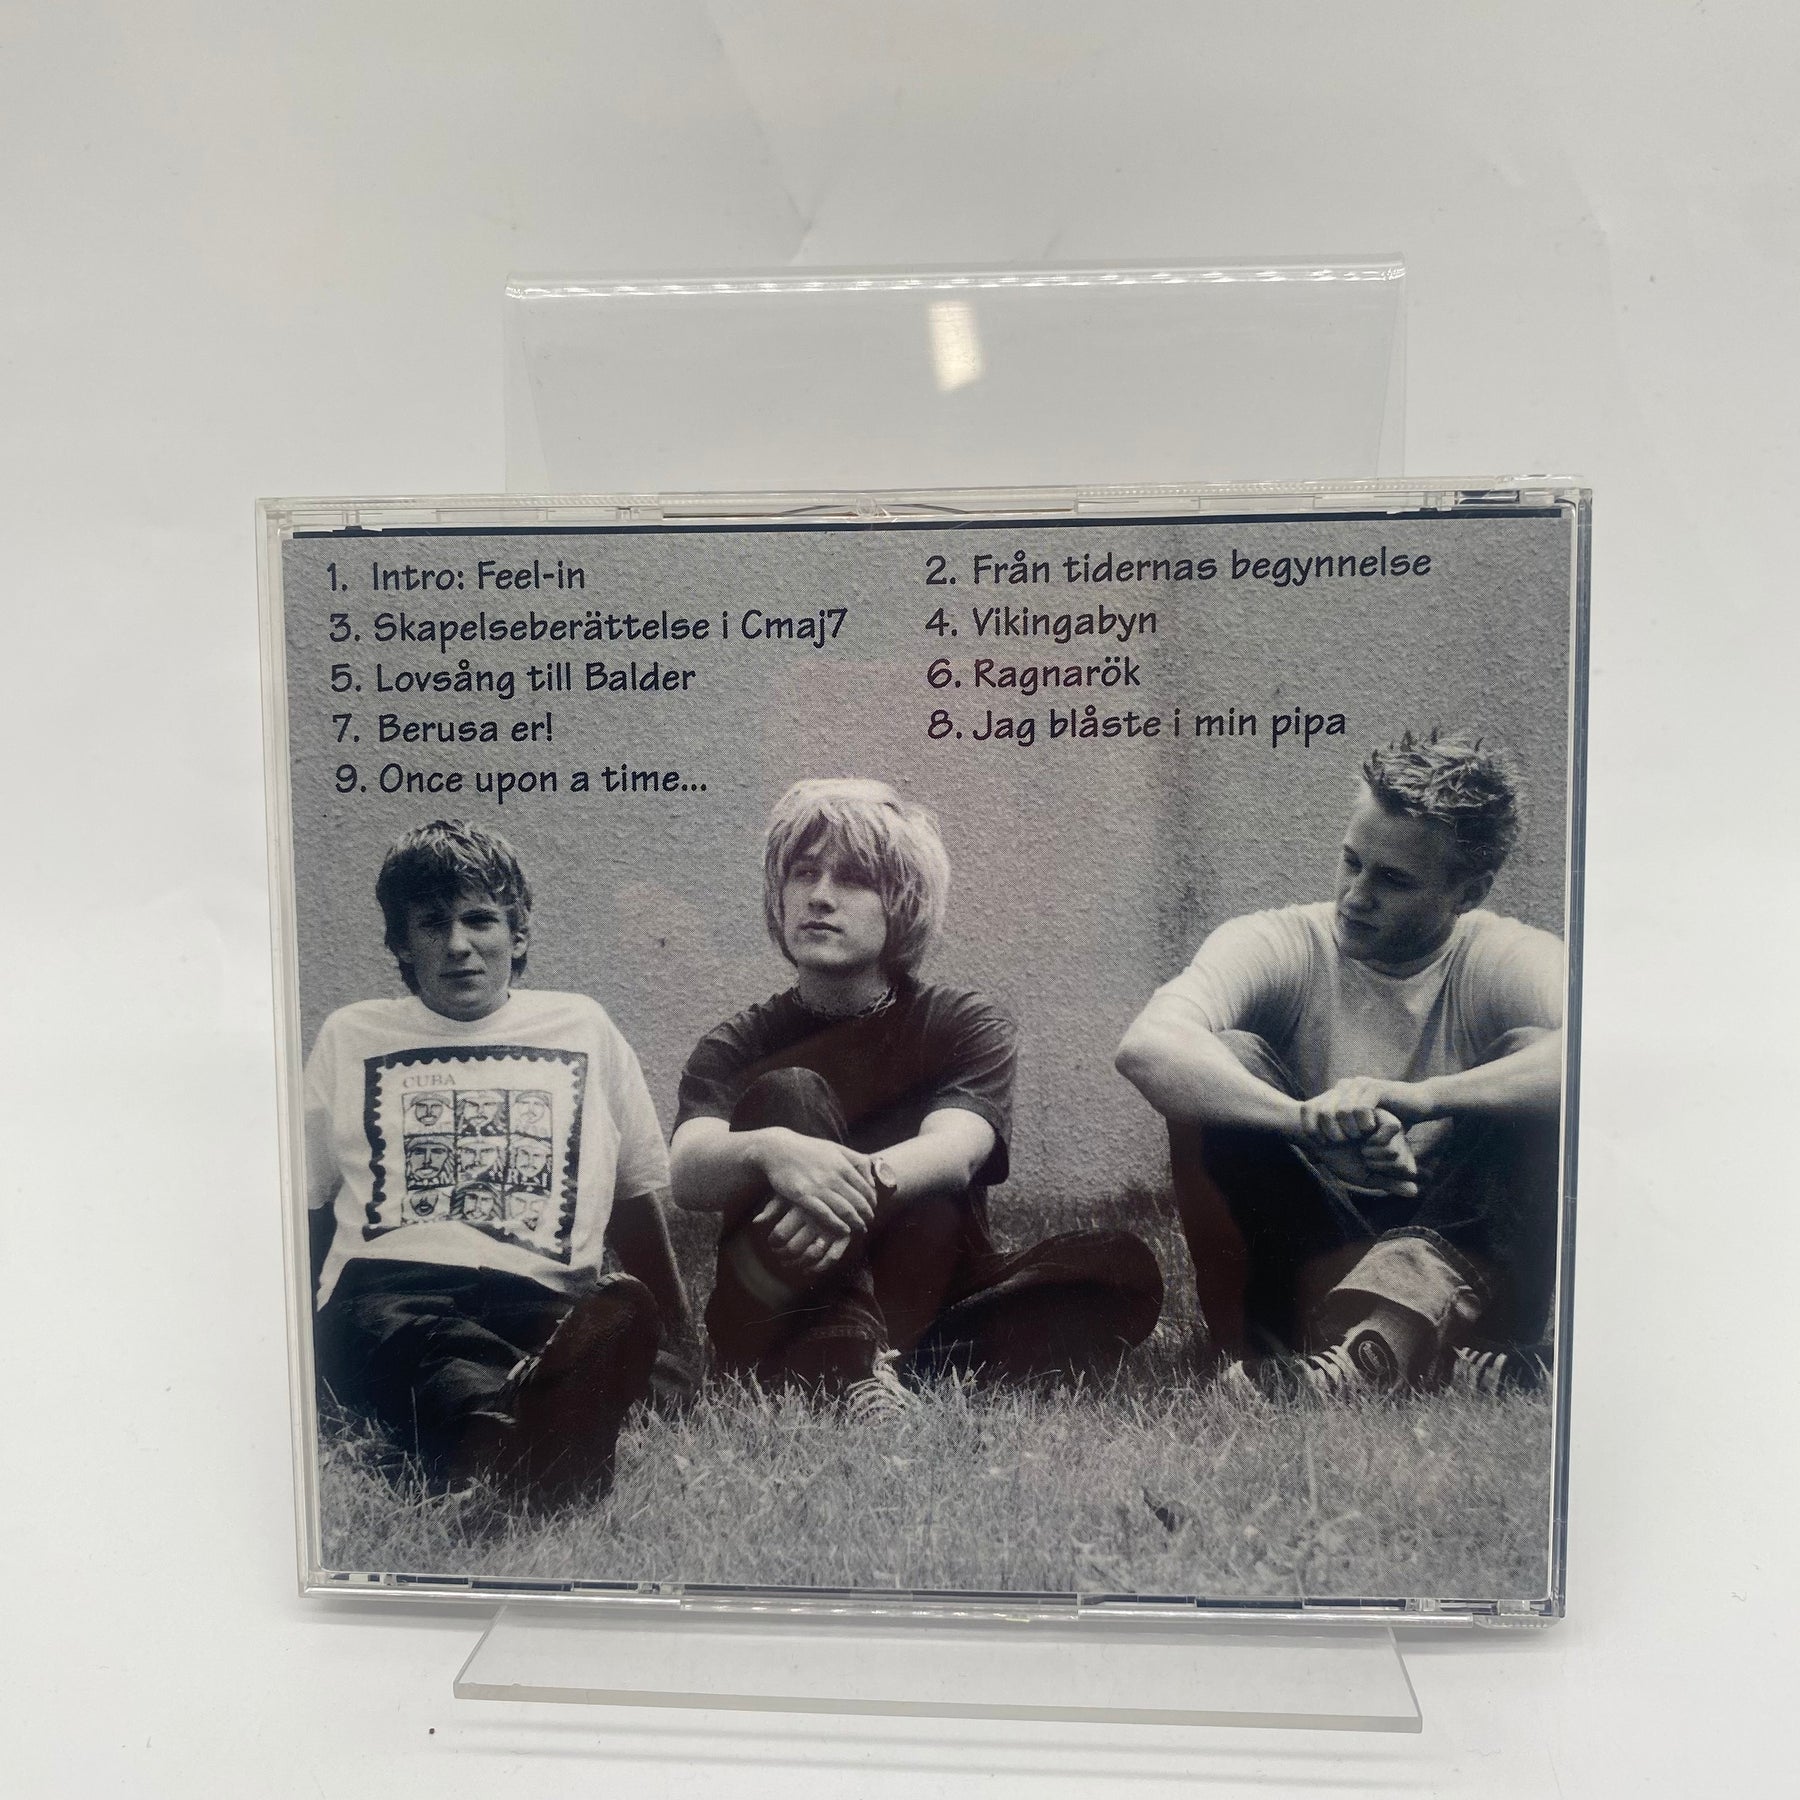 1. Intro: Feel-in
2. Från tidernas begynnelse
3. Skapelseberättelse i Cmaj7
4. Vikingabyn
5. Lovsång till Balder
6. Ragnarök
7. Berusa er!
8. Jag blåste i min pipa
9. Once upon a time...
CUBA